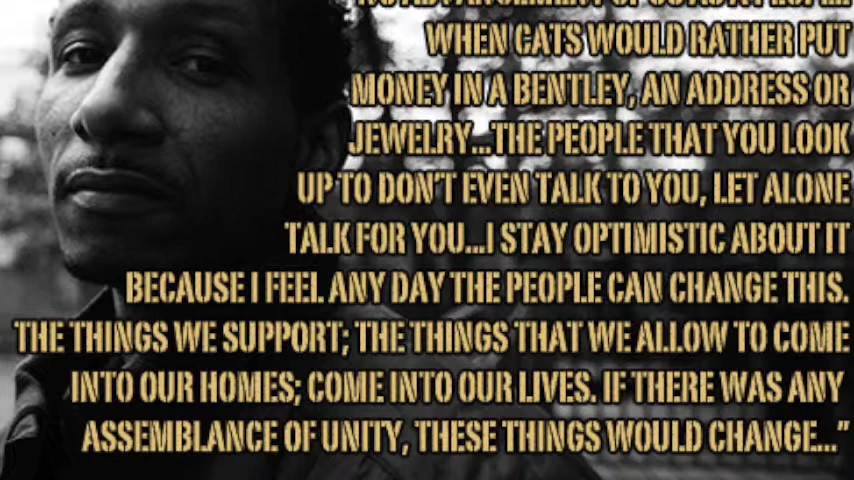 WHEN CATS WOULD RATHER PUT
MONEY IN A BENTLEY, AN ADDRESS OR
JEWELRY...THE PEOPLE THAT YOU LOOK
UP TO DON'T EVEN TALK TO YOU, LET ALONE
TALK FOR YOU...I STAY OPTIMISTIC ABOUT IT
BECAUSE I FEEL ANY DAY THE PEOPLE CAN CHANGE THIS.
THE THINGS WE SUPPORT; THE THINGS THAT WE ALLOW TO COME
INTO OUR HOMES; COME INTO OUR LIVES. IF THERE WAS ANY
ASSEMBLANCE OF UNITY, THESE THINGS WOULD CHANGE..."